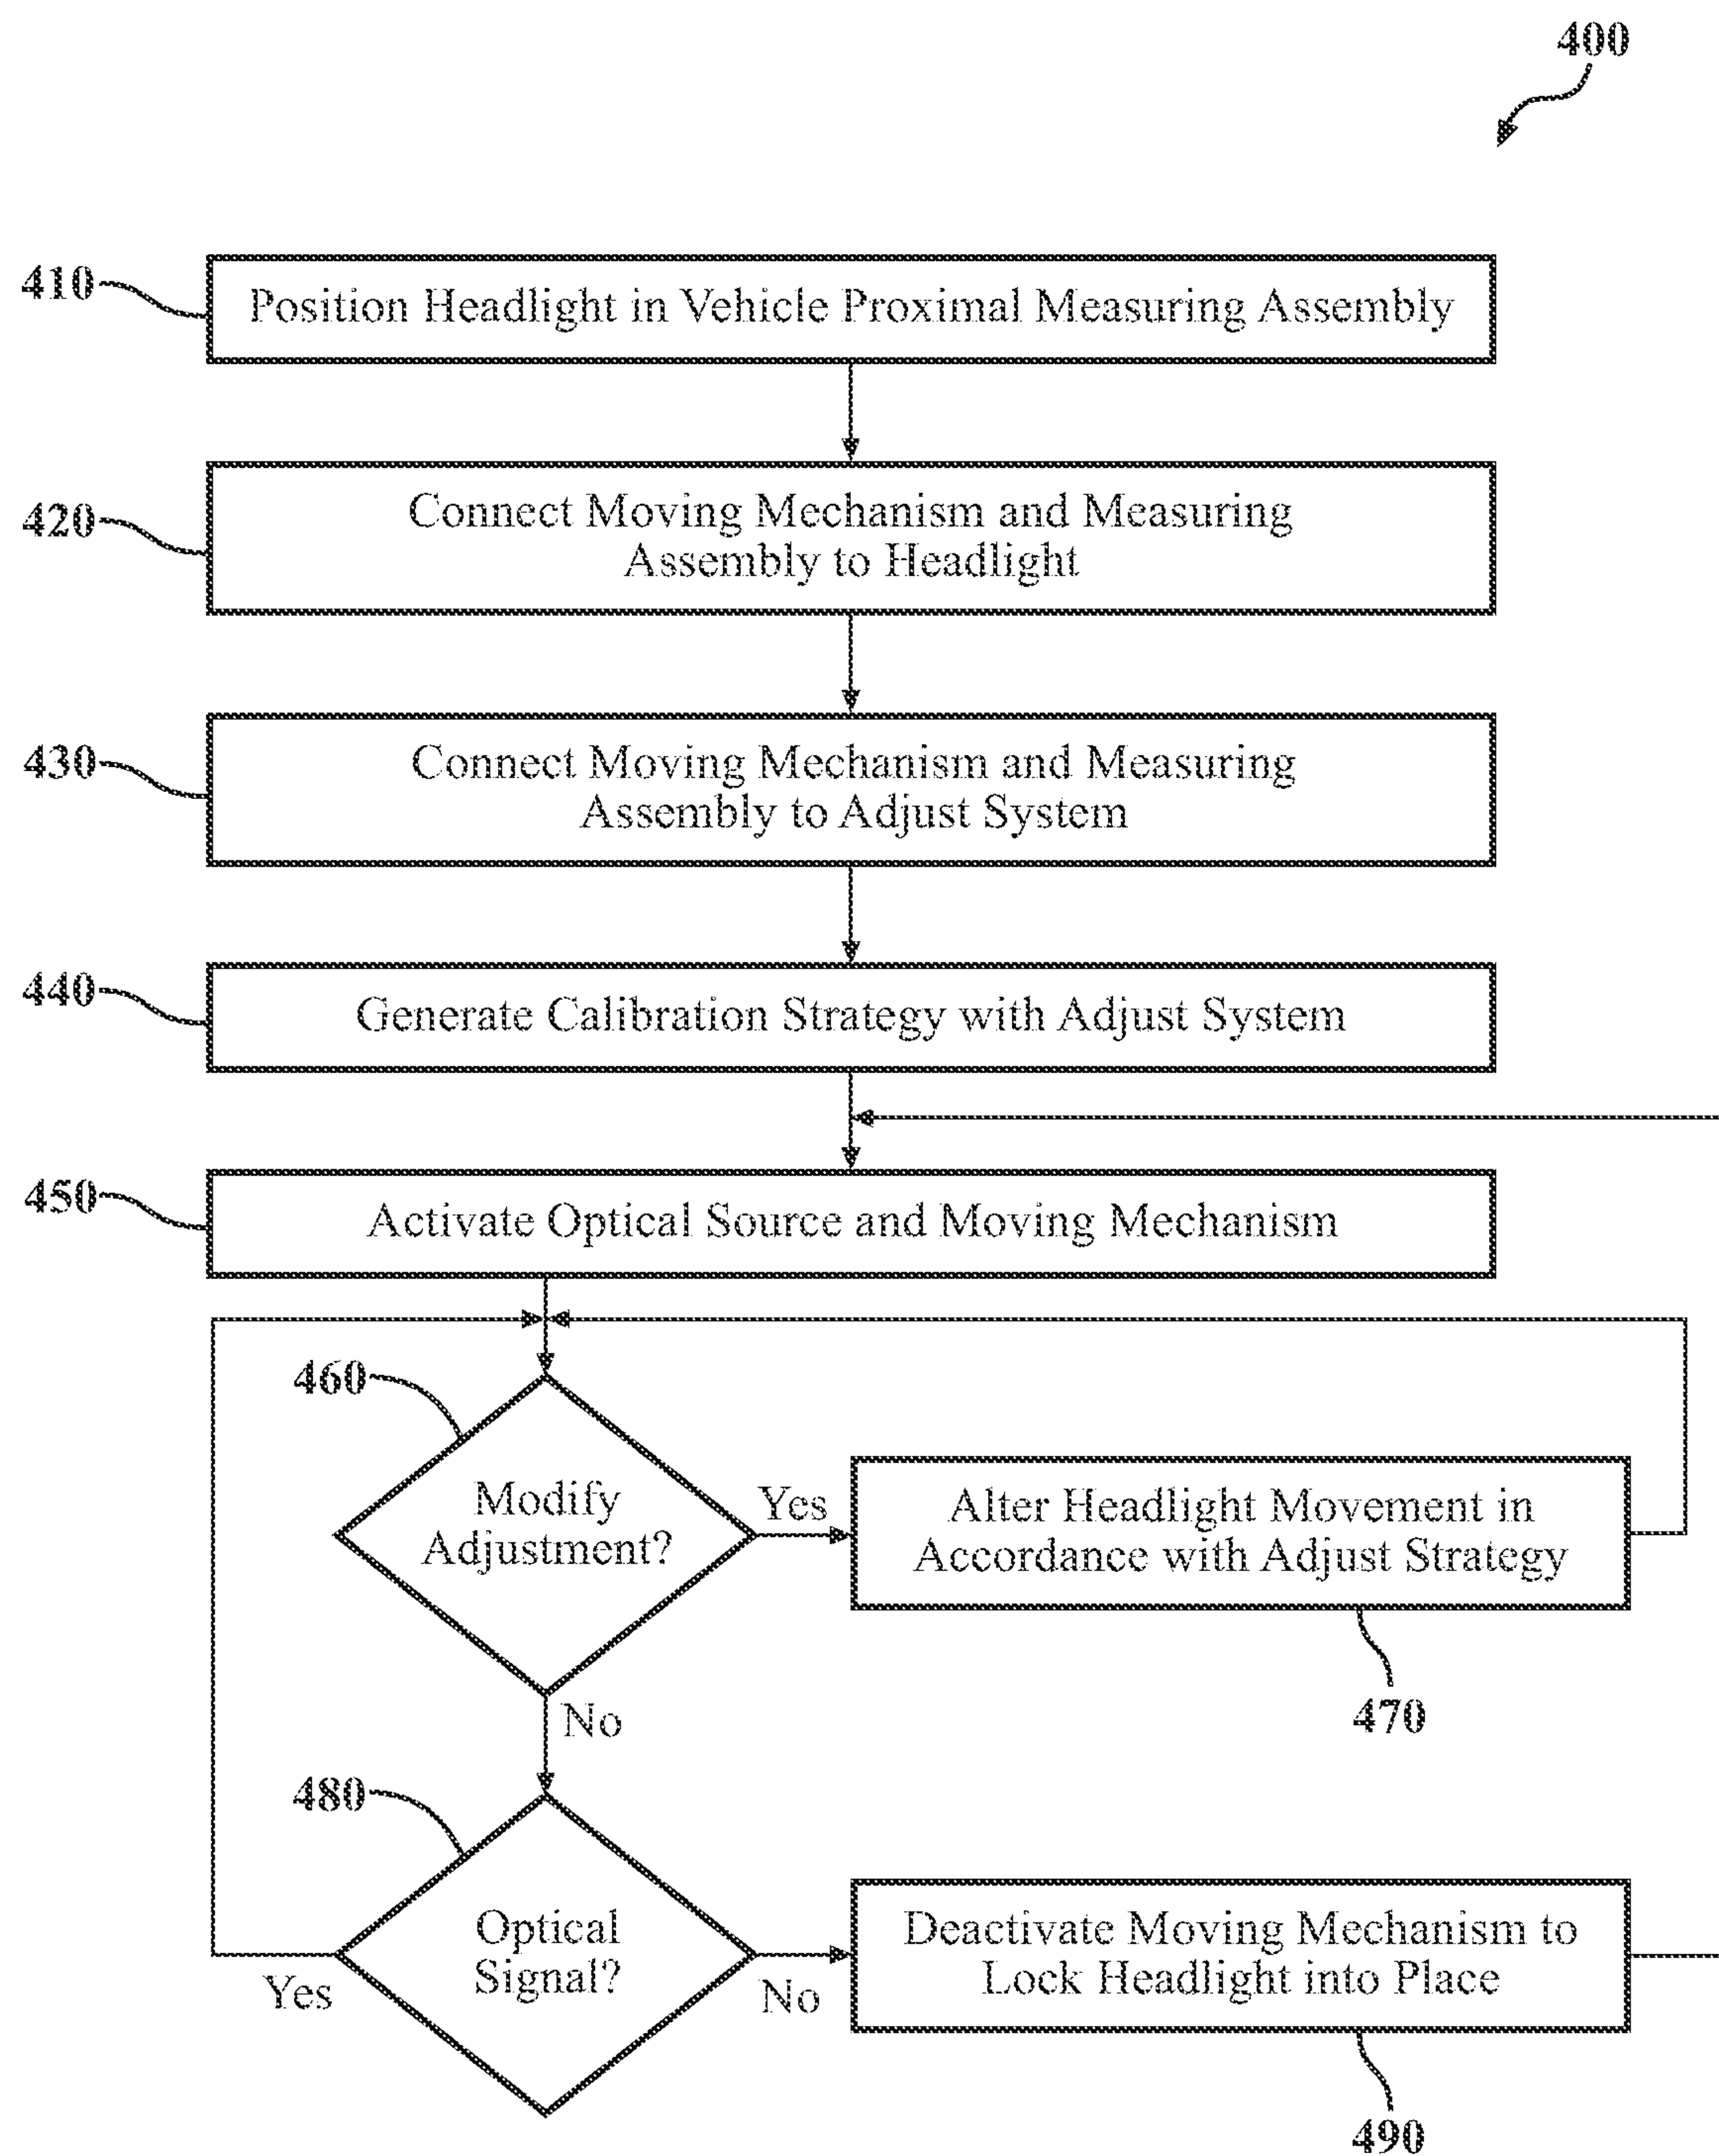 400
410
Position Headlight in Vehicle Proximal Measuring Assembly
420
Connect Moving Mechanism and Measuring
Assembly to Headlight
430
Connect Moving Mechanism and Measuring
Assembly to Adjust System
440
Generate Calibration Strategy with Adjust System
450
Activate Optical Source and Moving Mechanism
460
Modify
Adjustment?
Yes
Alter Headlight Movement in
Accordance with Adjust Strategy
470
No
480
Optical
Signal?
Yes
No
Deactivate Moving Mechanism to
Lock Headlight into Place
490